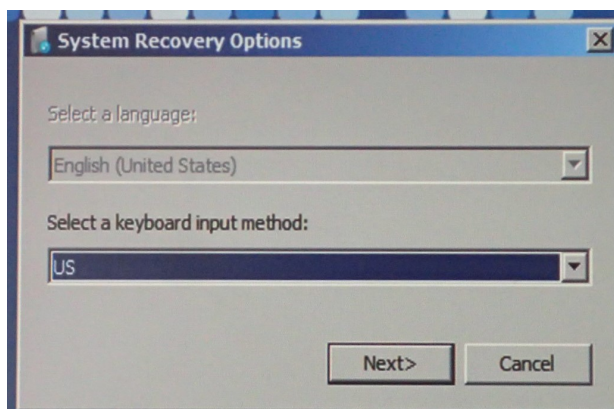 System Recovery Options
Select a language:
English (United States)
Select a keyboard input method:
US
Next>
Cancel